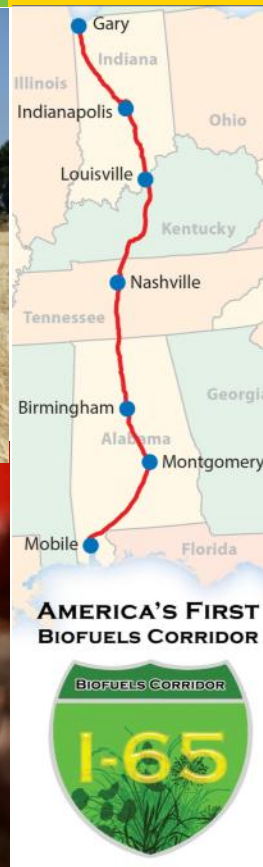 Gary
Indiana
Illinois
Indianapolis
Ohio
Louisville
Kentucky
Nashville
Tennessee
Georgia
Birmingham
Alabama
Montgomery
Mobile
Florida
AMERICA'S FIRST
BIOFUELS CORRIDOR
BIOFUELS CORRIDOR
I-65